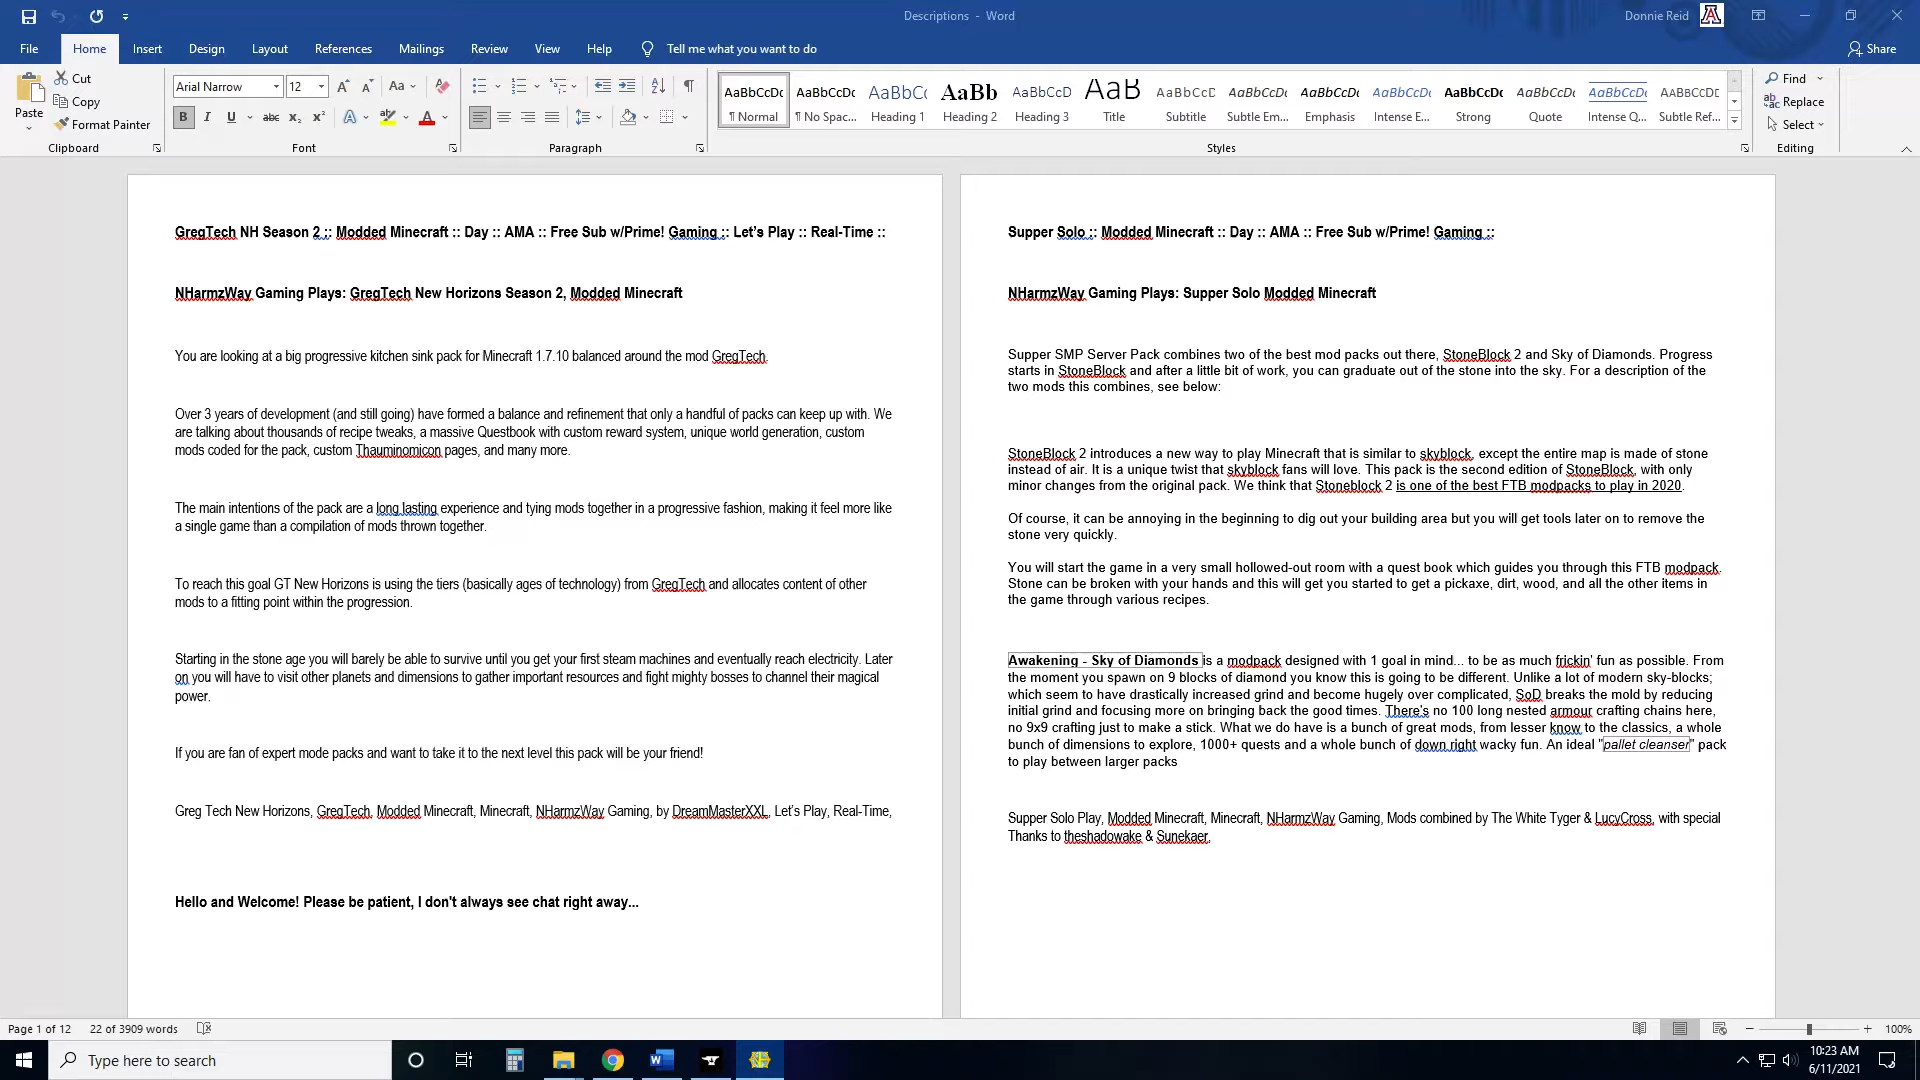 Descriptions - Word
Donnie Reid
File Home Insert Design Layout References Mailings Review View Help Tell me what you want to do Share
Paste
Cut
Copy
Format Painter
Clipboard
Arial Narrow 12
Font
Paragraph
AaBbCcDc AaBbCcDc AaBbCc AaBb AaBbCcD AaB AaBbCcD AaBbCcDc AaBbCcDc AaBbCcDc AaBbCcDc AaBbCcDc AaBbCcDc AaBbCcDc
¶ Normal ¶ No Spac... Heading 1 Heading 2 Heading 3 Title Subtitle Subtle Em... Emphasis Intense E... Strong Quote Intense Q... Subtle Ref...
Styles
Find
Replace
Select
Editing
GregTech NH Season 2 :: Modded Minecraft :: Day :: AMA :: Free Sub w/Prime! Gaming :: Let's Play :: Real-Time ::
NHarmzWay Gaming Plays: GregTech New Horizons Season 2, Modded Minecraft
You are looking at a big progressive kitchen sink pack for Minecraft 1.7.10 balanced around the mod GregTech.
Over 3 years of development (and still going) have formed a balance and refinement that only a handful of packs can keep up with. We
are talking about thousands of recipe tweaks, a massive Questbook with custom reward system, unique world generation, custom
mods coded for the pack, custom Thauminomicon pages, and many more.
The main intentions of the pack are a long lasting experience and tying mods together in a progressive fashion, making it feel more like
a single game than a compilation of mods thrown together.
To reach this goal GT New Horizons is using the tiers (basically ages of technology) from GregTech and allocates content of other
mods to a fitting point within the progression.
Starting in the stone age you will barely be able to survive until you get your first steam machines and eventually reach electricity. Later
on you will have to visit other planets and dimensions to gather important resources and fight mighty bosses to channel their magical
power.
If you are fan of expert mode packs and want to take it to the next level this pack will be your friend!
Greg Tech New Horizons, GregTech, Modded Minecraft, Minecraft, NHarmzWay Gaming, by DreamMasterXXL, Let's Play, Real-Time,
Hello and Welcome! Please be patient, I don't always see chat right away...
Supper Solo :: Modded Minecraft :: Day :: AMA :: Free Sub w/Prime! Gaming ::
NHarmzWay Gaming Plays: Supper Solo Modded Minecraft
Supper SMP Server Pack combines two of the best mod packs out there, StoneBlock 2 and Sky of Diamonds. Progress
starts in StoneBlock and after a little bit of work, you can graduate out of the stone into the sky. For a description of the
two mods this combines, see below:
StoneBlock 2 introduces a new way to play Minecraft that is similar to skyblock, except the entire map is made of stone
instead of air. It is a unique twist that skyblock fans will love. This pack is the second edition of StoneBlock, with only
minor changes from the original pack. We think that Stoneblock 2 is one of the best FTB modpacks to play in 2020.
Of course, it can be annoying in the beginning to dig out your building area but you will get tools later on to remove the
stone very quickly.
You will start the game in a very small hollowed-out room with a quest book which guides you through this FTB modpack.
Stone can be broken with your hands and this will get you started to get a pickaxe, dirt, wood, and all the other items in
the game through various recipes.
Awakening - Sky of Diamonds is a modpack designed with 1 goal in mind... to be as much frickin' fun as possible. From
the moment you spawn on 9 blocks of diamond you know this is going to be different. Unlike a lot of modern sky-blocks;
which seem to have drastically increased grind and become hugely over complicated, SoD breaks the mold by reducing
initial grind and focusing more on bringing back the good times. There's no 100 long nested armour crafting chains here,
no 9x9 crafting just to make a stick. What we do have is a bunch of great mods, from lesser know to the classics, a whole
bunch of dimensions to explore, 1000+ quests and a whole bunch of down right wacky fun. An ideal "pallet cleanser" pack
to play between larger packs
Supper Solo Play, Modded Minecraft, Minecraft, NHarmzWay Gaming, Mods combined by The White Tyger & LucyCross, with special
Thanks to theshadowake & Sunekaer,
Page 1 of 12 22 of 3909 words
100%
Type here to search
10:23 AM
6/11/2021